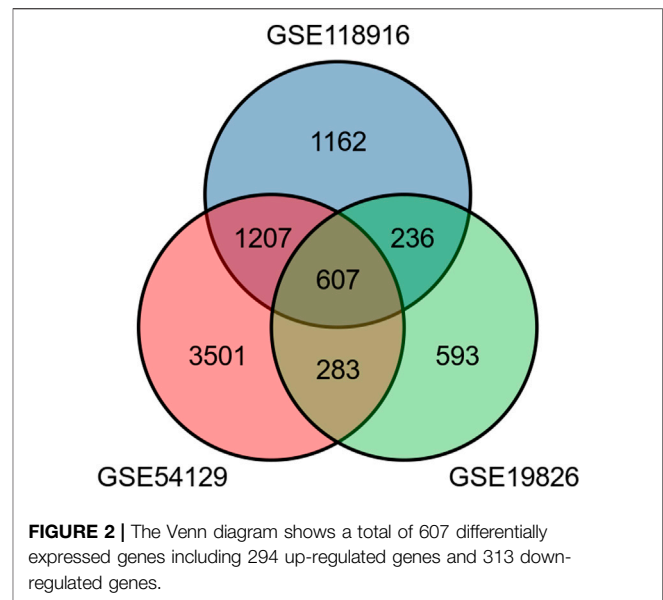 GSE118916
1162
1207
236
607
3501
283
593
GSE54129
GSE19826
FIGURE 2 | The Venn diagram shows a total of 607 differentially
expressed genes including 294 up-regulated genes and 313 down-
regulated genes.